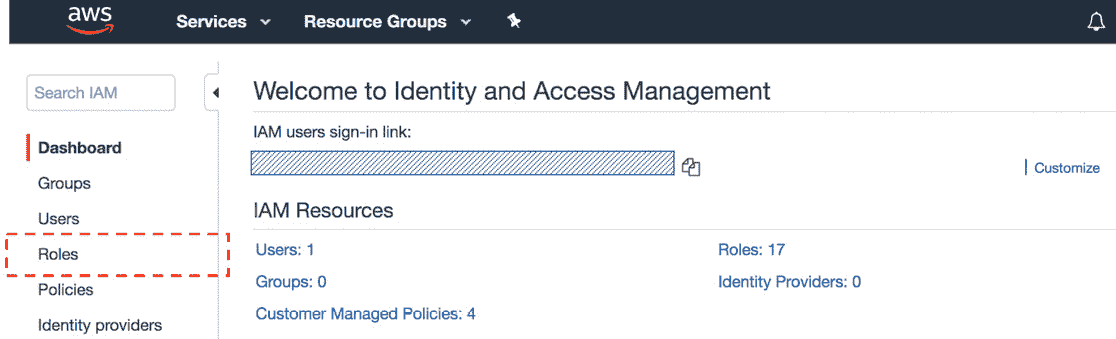 aws Services Resource Groups
Search IAM
Dashboard
Groups
Users
Roles
Policies
Identity providers
Welcome to Identity and Access Management
IAM users sign-in link:
Customize
IAM Resources
Users: 1 Roles: 17
Groups: 0 Identity Providers: 0
Customer Managed Policies: 4